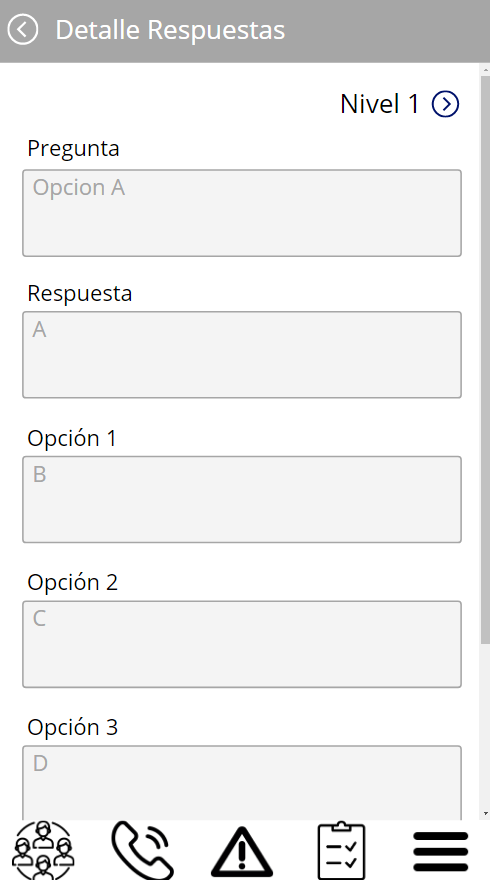 Detalle Respuestas
Nivel 1
Pregunta
Opcion A
Respuesta
A
Opción 1
B
Opción 2
C
Opción 3
D